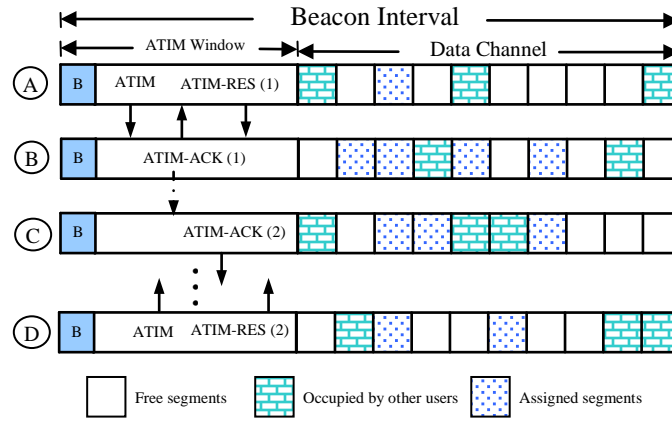 Beacon Interval
ATIM Window
Data Channel
A
B
ATIM
ATIM-RES (1)
B
B
ATIM-ACK (1)
C
B
ATIM-ACK (2)
D
B
ATIM
ATIM-RES (2)
Free segments
Occupied by other users
Assigned segments